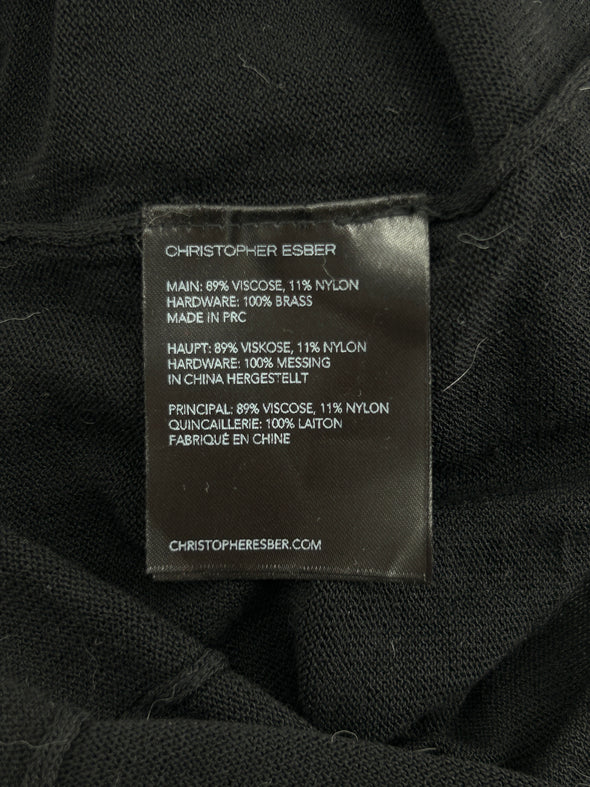 CHRISTOPHER ESBER
MAIN: 89% VISCOSE, 11% NYLON
HARDWARE: 100% BRASS
MADE IN PRC
HAUPT: 89% VISKOSE, 11% NYLON
HARDWARE: 100% MESSING
IN CHINA HERGESTELLT
PRINCIPAL: 89% VISCOSE, 11% NYLON
QUINCAILLERIE: 100% LAITON
FABRIQUÉ EN CHINE
CHRISTOPHERESBER.COM